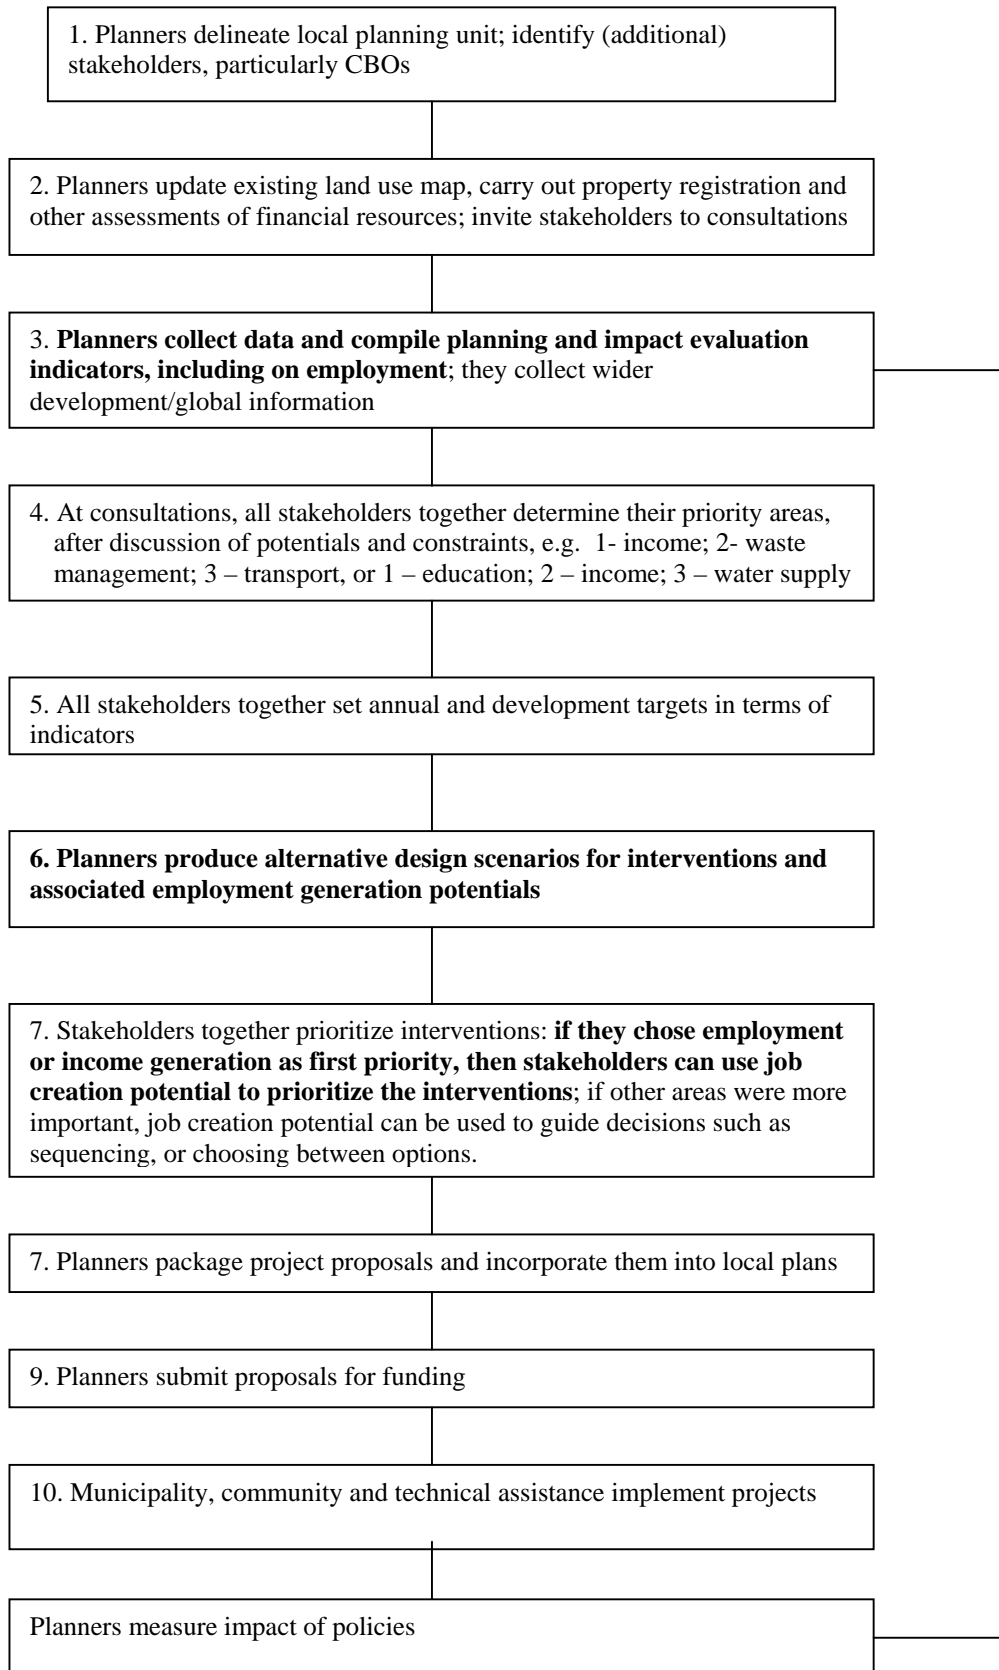 1. Planners delineate local planning unit; identify (additional)
stakeholders, particularly CBOs
2. Planners update existing land use map, carry out property registration and
other assessments of financial resources; invite stakeholders to consultations
3. Planners collect data and compile planning and impact evaluation
indicators, including on employment; they collect wider
development/global information
4. At consultations, all stakeholders together determine their priority areas,
after discussion of potentials and constraints, e.g. 1- income; 2- waste
management; 3 – transport, or 1 – education; 2 – income; 3 – water supply
5. All stakeholders together set annual and development targets in terms of
indicators
6. Planners produce alternative design scenarios for interventions and
associated employment generation potentials
7. Stakeholders together prioritize interventions: if they chose employment
or income generation as first priority, then stakeholders can use job
creation potential to prioritize the interventions; if other areas were more
important, job creation potential can be used to guide decisions such as
sequencing, or choosing between options.
7. Planners package project proposals and incorporate them into local plans
9. Planners submit proposals for funding
10. Municipality, community and technical assistance implement projects
Planners measure impact of policies